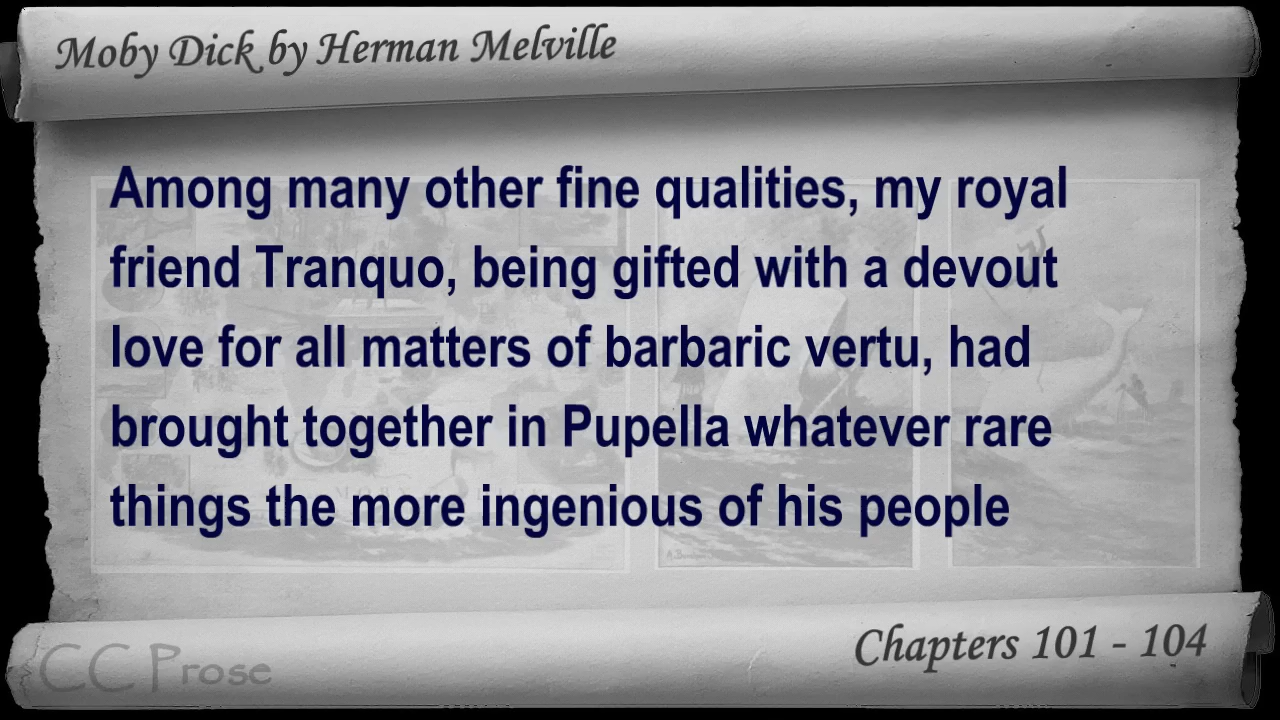 Moby Dick by Herman Melville
Among many other fine qualities, my royal
friend Tranquo, being gifted with a devout
love for all matters of barbaric vertu, had
brought together in Pupella whatever rare
things the more ingenious of his people
Chapters 101 - 104
CC Prose